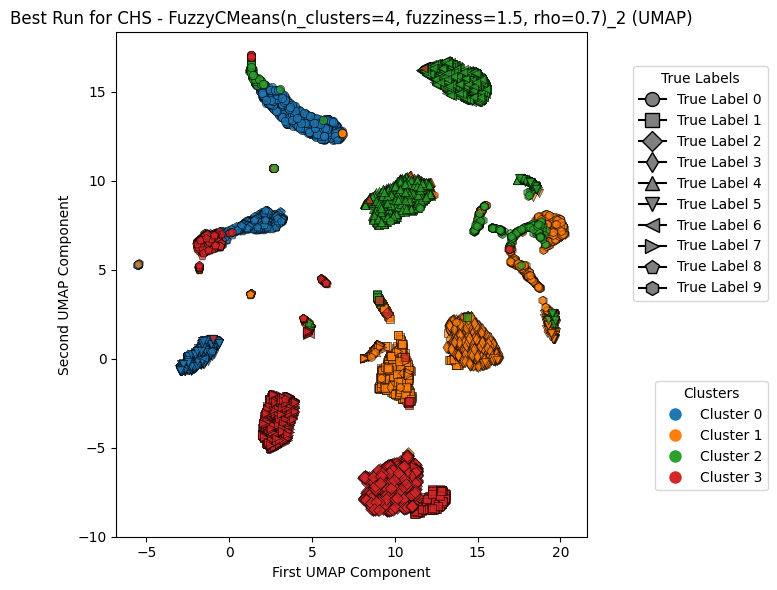 Best Run for CHS - FuzzyCMeans(n_clusters=4, fuzziness=1.5, rho=0.7)_2 (UMAP)
Second UMAP Component
15
10
5
0
−5
−10
−5
0
5
10
15
20
First UMAP Component
True Labels
True Label 0
True Label 1
True Label 2
True Label 3
True Label 4
True Label 5
True Label 6
True Label 7
True Label 8
True Label 9
Clusters
Cluster 0
Cluster 1
Cluster 2
Cluster 3